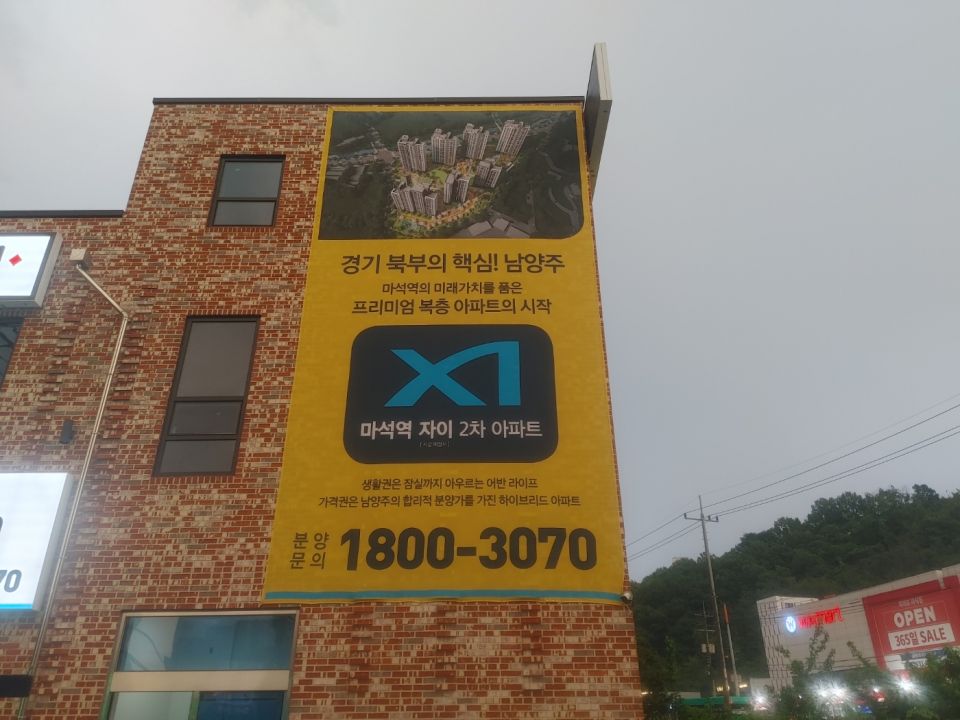 경기 북부의 핵심! 남양주
마석역의 미래가치를 품은
프리미엄 복층 아파트의 시작
XI
마석역 자이 2차 아파트
생활권은 잠실까지 아우르는 어반 라이프
가격권은 남양주의 합리적 분양가를 가진 하이브리드 아파트
분양
문의
1800-3070
70
OPEN
365일 SALE